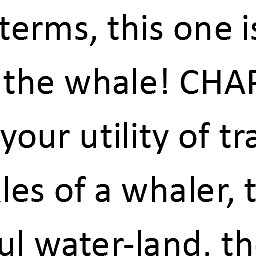 terms, this one is
the whale! CHAP
your utility of tra
les of a whaler, t
ul water-land. the